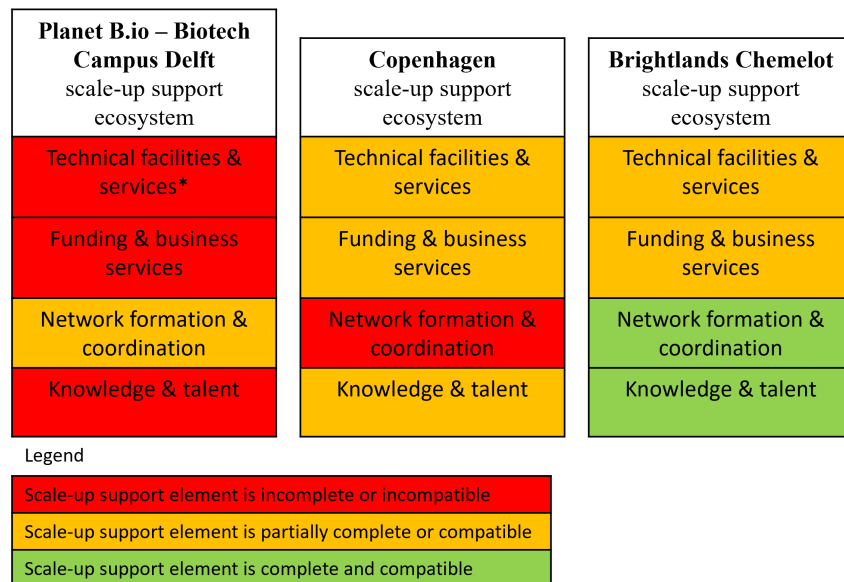 Planet B.io – Biotech
Campus Delft
scale-up support
ecosystem
Technical facilities &
services*
Funding & business
services
Network formation &
coordination
Knowledge & talent
Copenhagen
scale-up support
ecosystem
Technical facilities &
services
Funding & business
services
Network formation &
coordination
Knowledge & talent
Brightlands Chemelot
scale-up support
ecosystem
Technical facilities &
services
Funding & business
services
Network formation &
coordination
Knowledge & talent
Legend
Scale-up support element is incomplete or incompatible
Scale-up support element is partially complete or compatible
Scale-up support element is complete and compatible